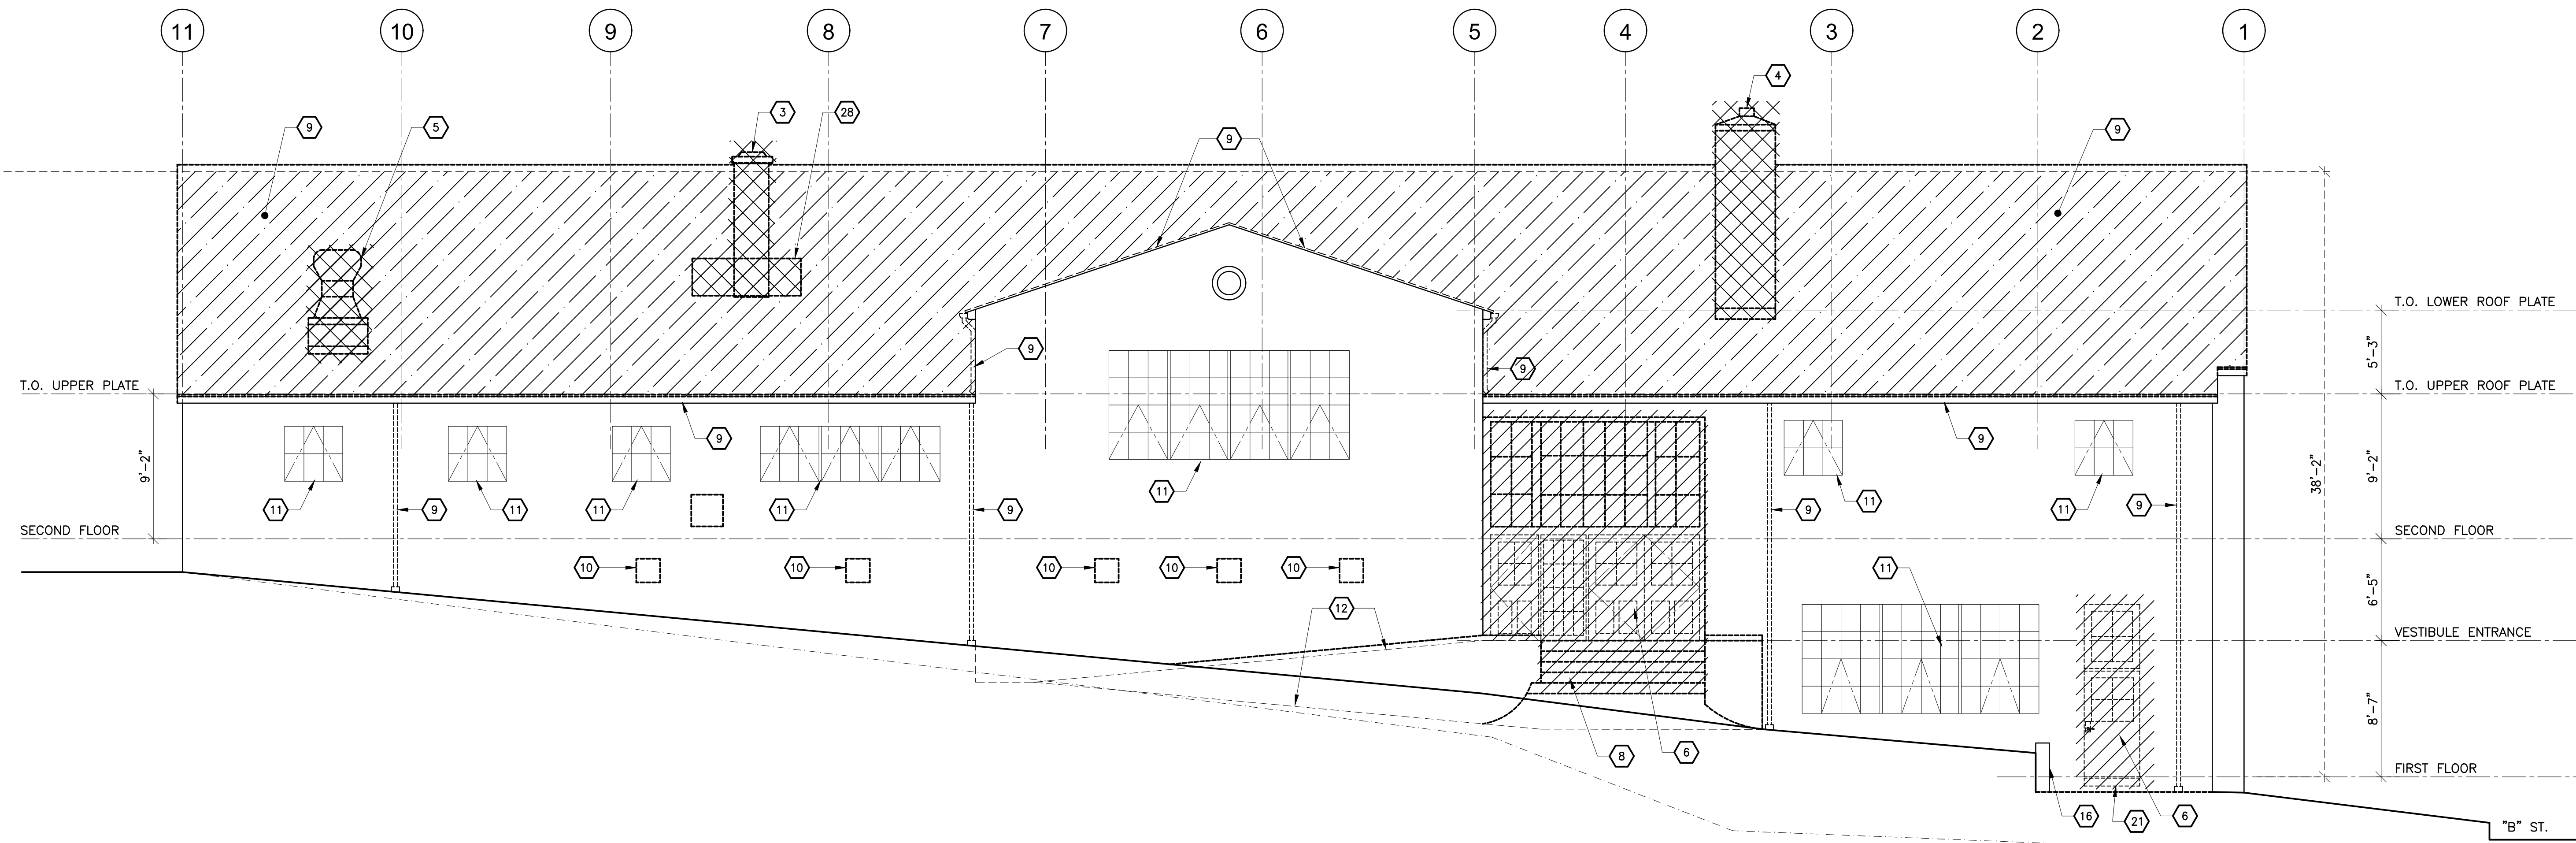 11 10 9 8 7 6 5 4 3 2 1
4
3 28
9 5 9 9
T.O. LOWER ROOF PLATE
9 9
5'-3"
T.O. UPPER PLATE
T.O. UPPER ROOF PLATE
9 9
9'-2"
9'-2"
38'-2"
11
11 11 11 11 11 11
9 9 9 9
SECOND FLOOR
SECOND FLOOR
10 10 10 10 10 11
6'-5"
12
VESTIBULE ENTRANCE
8'-7"
8 6
FIRST FLOOR
16 21 6
"B" ST.